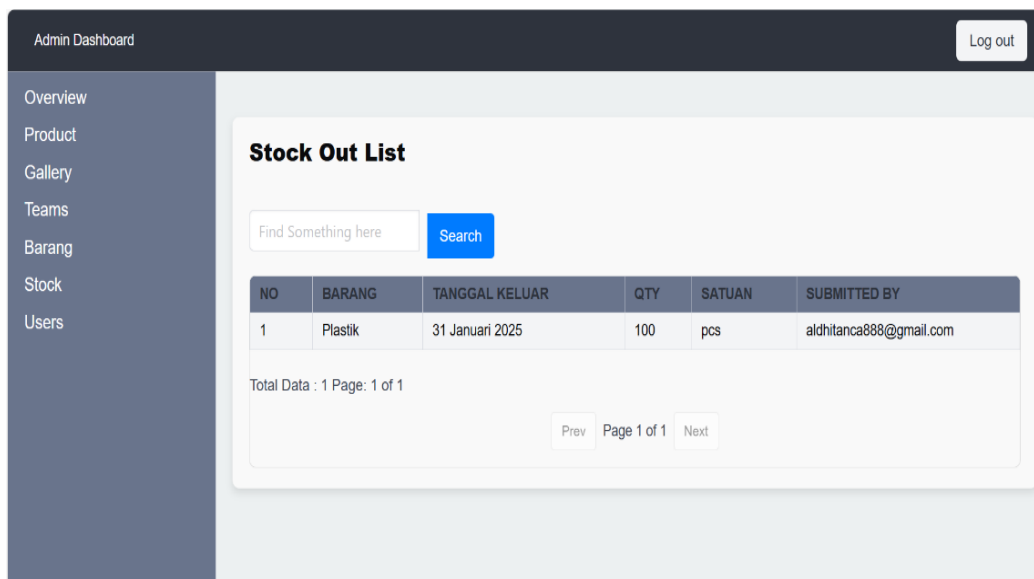 Admin Dashboard
Log out
Overview
Product
Gallery
Teams
Barang
Stock
Users
Stock Out List
Find Something here
Search
NO BARANG TANGGAL KELUAR QTY SATUAN SUBMITTED BY
1 Plastik 31 Januari 2025 100 pcs aldhitanca888@gmail.com
Total Data : 1 Page: 1 of 1
Prev Page 1 of 1 Next